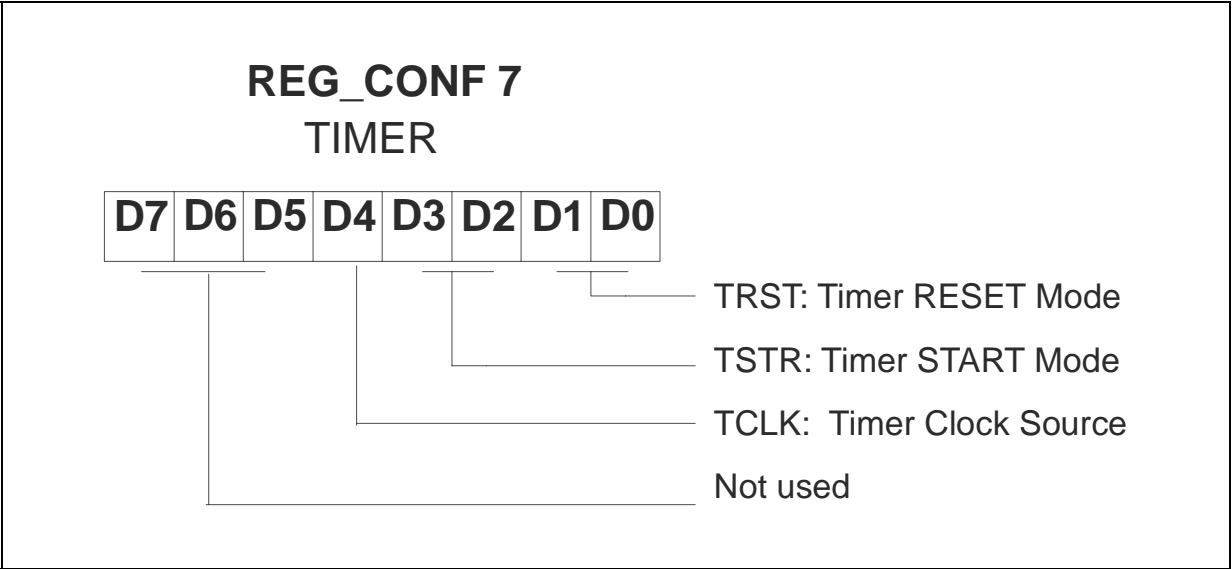 REG_CONF 7
TIMER
D7 D6 D5 D4 D3 D2 D1 D0
TRST: Timer RESET Mode
TSTR: Timer START Mode
TCLK: Timer Clock Source
Not used